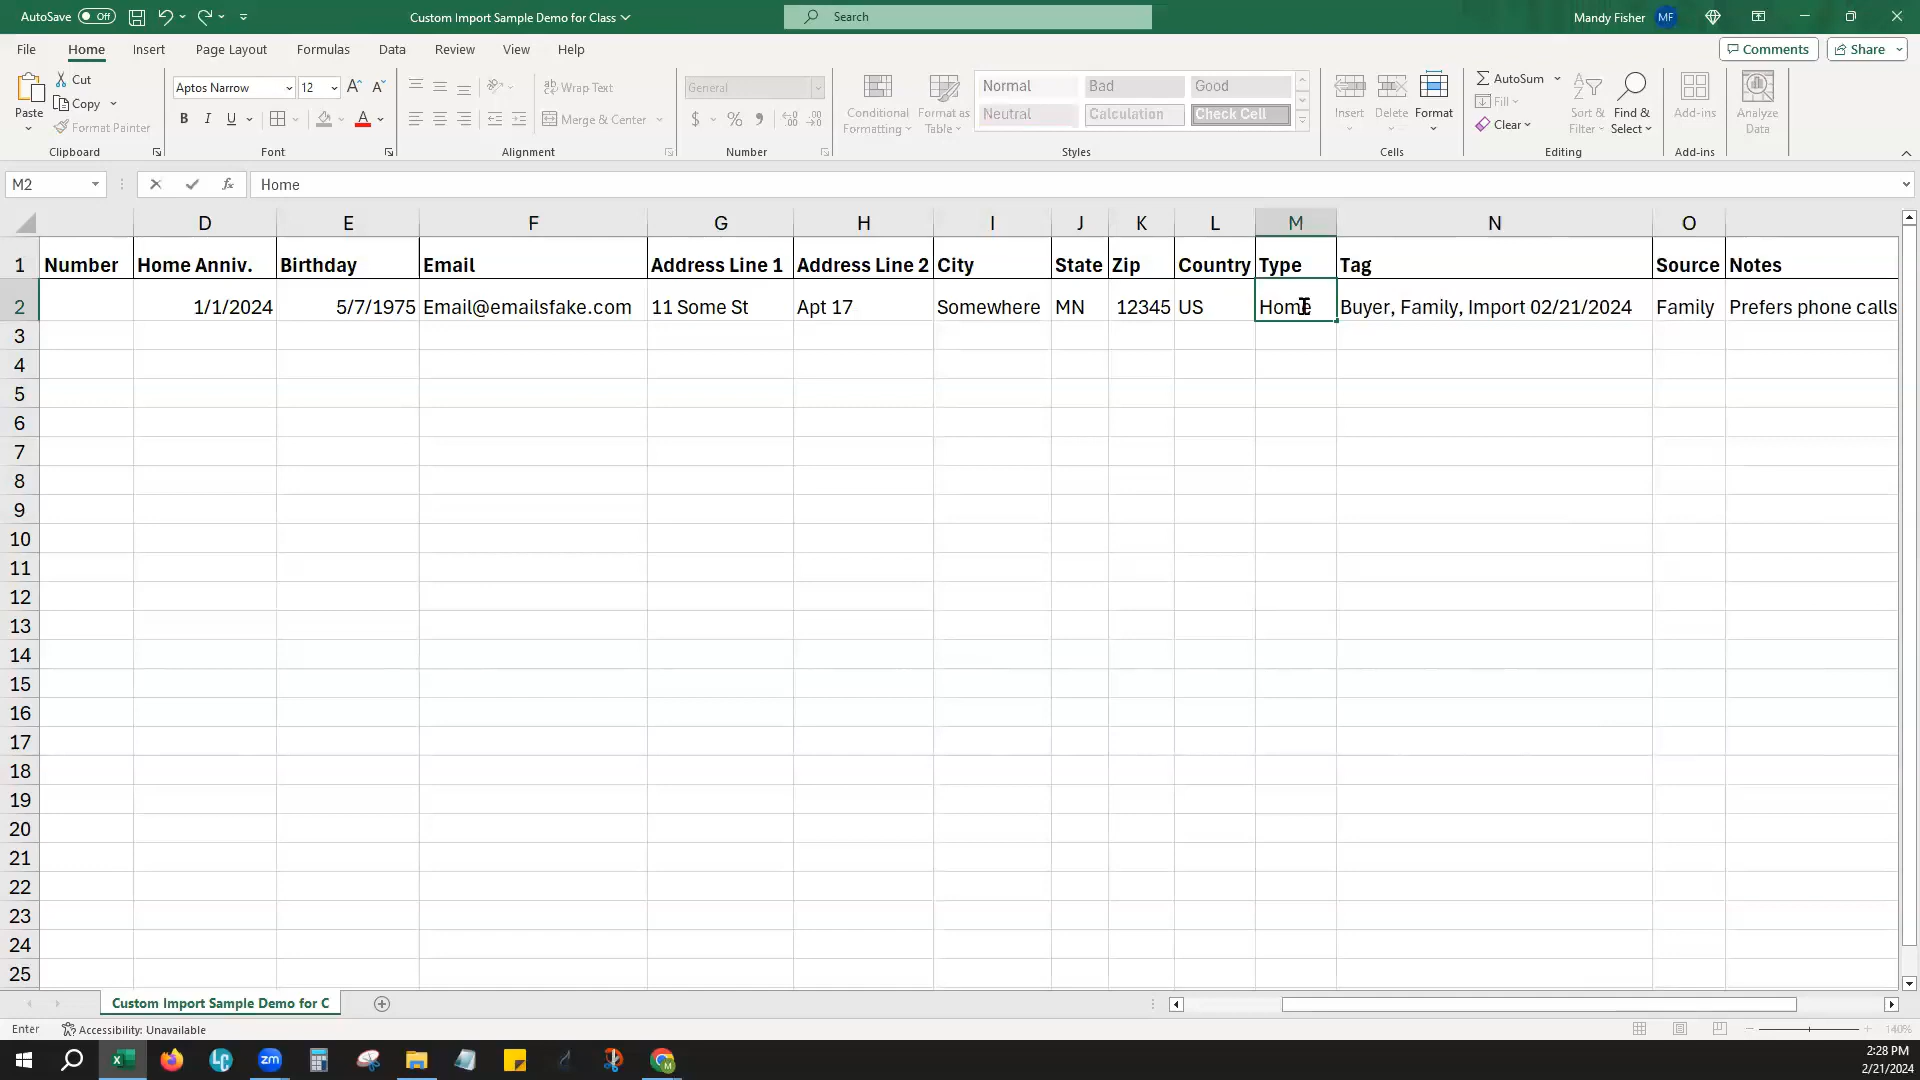 AutoSave Off Custom Import Sample Demo for Class Search Mandy Fisher MF
File Home Insert Page Layout Formulas Data Review View Help Comments Share
Paste Cut Copy Format Painter Clipboard
Aptos Narrow 12 A A B I U A Font
Wrap Text Merge & Center Alignment
General $ % 9 Number
Conditional Formatting Format as Table Normal Bad Good Neutral Calculation Check Cell Styles
Insert Delete Format Cells
AutoSum Fill Clear Sort & Filter Find & Select Editing
Add-ins Add-ins
Analyze Data
M2 fx Home
D E F G H I J K L M N O
1 Number Home Anniv. Birthday Email Address Line 1 Address Line 2 City State Zip Country Type Tag Source Notes
2 1/1/2024 5/7/1975 Email@emailsfake.com 11 Some St Apt 17 Somewhere MN 12345 US Home Buyer, Family, Import 02/21/2024 Family Prefers phone calls
3
4
5
6
7
8
9
10
11
12
13
14
15
16
17
18
19
20
21
22
23
24
25
Custom Import Sample Demo for C
Enter Accessibility: Unavailable 140%
LC zm M 2:28 PM
2/21/2024